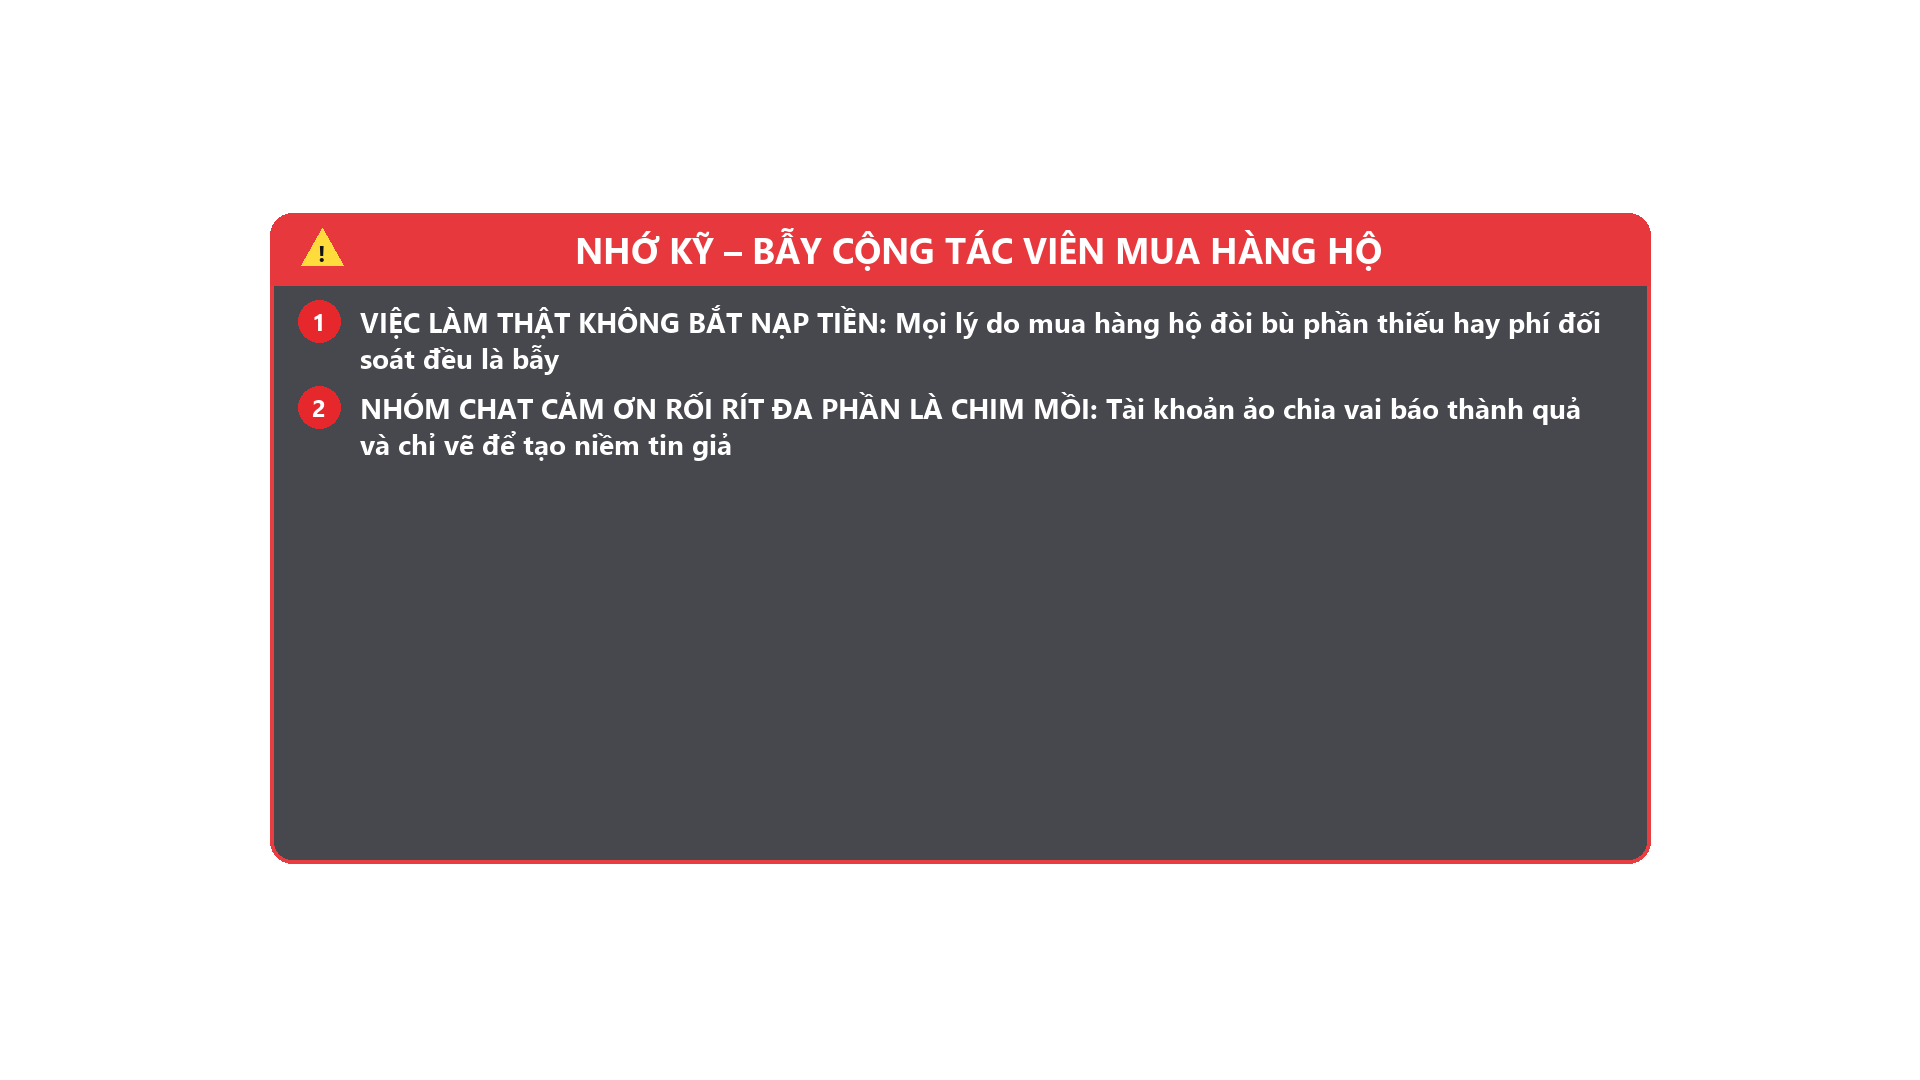 !
NHỚ KỸ – BẪY CỘNG TÁC VIÊN MUA HÀNG HỘ
1
VIỆC LÀM THẬT KHÔNG BẮT NẠP TIỀN: Mọi lý do mua hàng hộ đòi bù phần thiếu hay phí đối
soát đều là bẫy
2
NHÓM CHAT CẢM ƠN RỐI RÍT ĐA PHẦN LÀ CHIM MỒI: Tài khoản ảo chia vai báo thành quả
và chỉ vẽ để tạo niềm tin giả